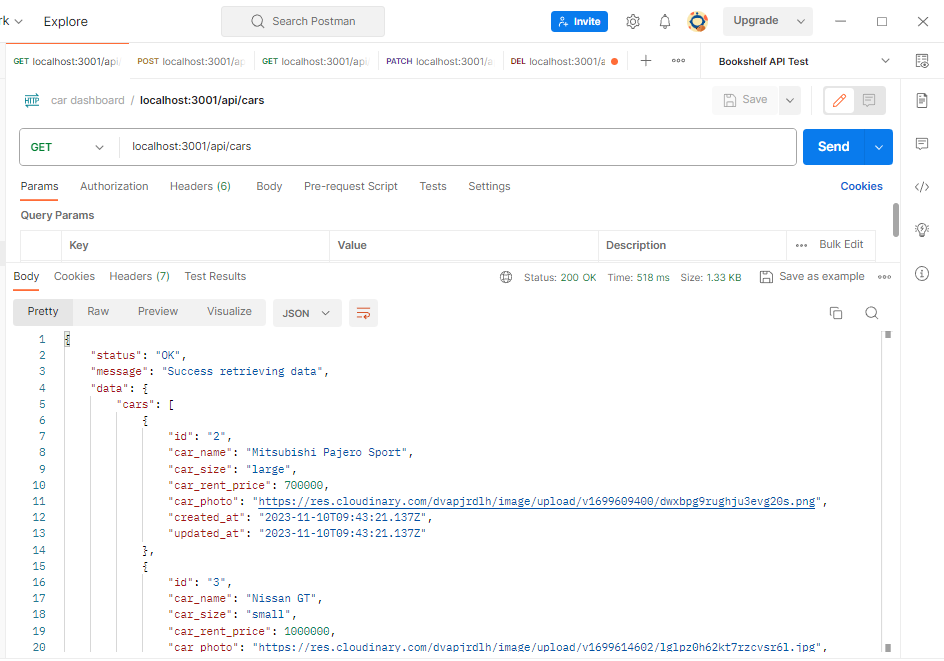 rk Explore Search Postman Invite Upgrade
GET localhost:3001/api/ POST localhost:3001/ap GET localhost:3001/api/ PATCH localhost:3001/a DEL localhost:3001/a Bookshelf API Test
HTTP car dashboard / localhost:3001/api/cars Save
GET localhost:3001/api/cars Send
Params Authorization Headers (6) Body Pre-request Script Tests Settings Cookies
Query Params
Key Value Description Bulk Edit
Body Cookies Headers (7) Test Results Status: 200 OK Time: 518 ms Size: 1.33 KB Save as example
Pretty Raw Preview Visualize JSON
1 {
2 "status": "OK",
3 "message": "Success retrieving data",
4 "data": {
5 "cars": [
6 {
7 "id": "2",
8 "car_name": "Mitsubishi Pajero Sport",
9 "car_size": "large",
10 "car_rent_price": 700000,
11 "car_photo": "https://res.cloudinary.com/dvapjrdlh/image/upload/v1699609400/dwxbpg9rughju3evg20s.png",
12 "created_at": "2023-11-10T09:43:21.137Z",
13 "updated_at": "2023-11-10T09:43:21.137Z"
14 },
15 {
16 "id": "3",
17 "car_name": "Nissan GT",
18 "car_size": "small",
19 "car_rent_price": 1000000,
20 "car_photo": "https://res.cloudinary.com/dvapjrdlh/image/upload/v1699614602/lglpz0h62kt7rzcvsr6l.jpg",